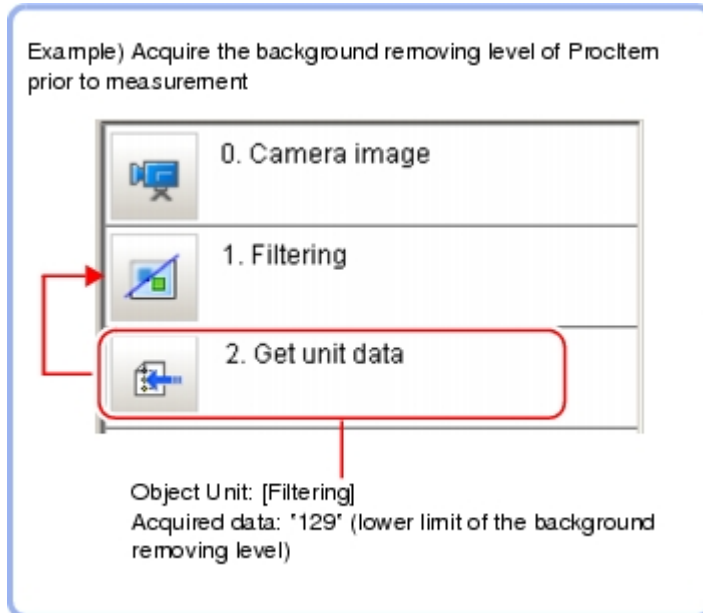 Example) Acquire the background removing level of ProcItem
prior to measurement
0. Camera image
1. Filtering
2. Get unit data
Object Unit: [Filtering]
Acquired data: "129" (lower limit of the background
removing level)